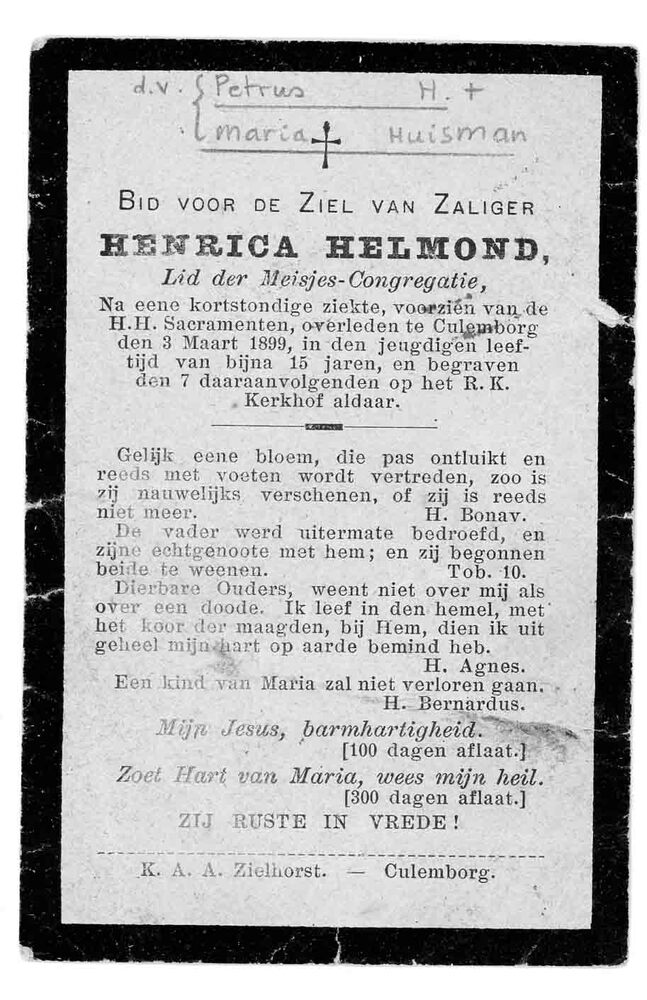 d.v. { Petrus H. +
Maria Huisman
BID VOOR DE ZIEL VAN ZALIGER
HENRICA HELMOND,
Lid der Meisjes-Congregatie,
Na eene kortstondige ziekte, voorzien van de
H.H. Sacramenten, overleden te Culemborg
den 3 Maart 1899, in den jeugdigen leef-
tijd van bijna 15 jaren, en begraven
den 7 daaraanvolgenden op het R. K.
Kerkhof aldaar.
Gelijk eene bloem, die pas ontluikt en
reeds met voeten wordt vertreden, zoo is
zij nauwelijks verschenen, of zij is reeds
niet meer. H. Bonav.
De vader werd uitermate bedroefd, en
zijne echtgenoote met hem; en zij begonnen
beide te weenen. Tob. 10.
Dierbare Ouders, weent niet over mij als
over een doode. Ik leef in den hemel, met
het koor der maagden, bij Hem, dien ik uit
geheel mijn hart op aarde bemind heb.
H. Agnes.
Een kind van Maria zal niet verloren gaan.
H. Bernardus.
Mijn Jesus, barmhartigheid.
[100 dagen aflaat.]
Zoet Hart van Maria, wees mijn heil.
[300 dagen aflaat.]
ZIJ RUSTE IN VREDE!
K. A. A. Zielhorst. — Culemborg.